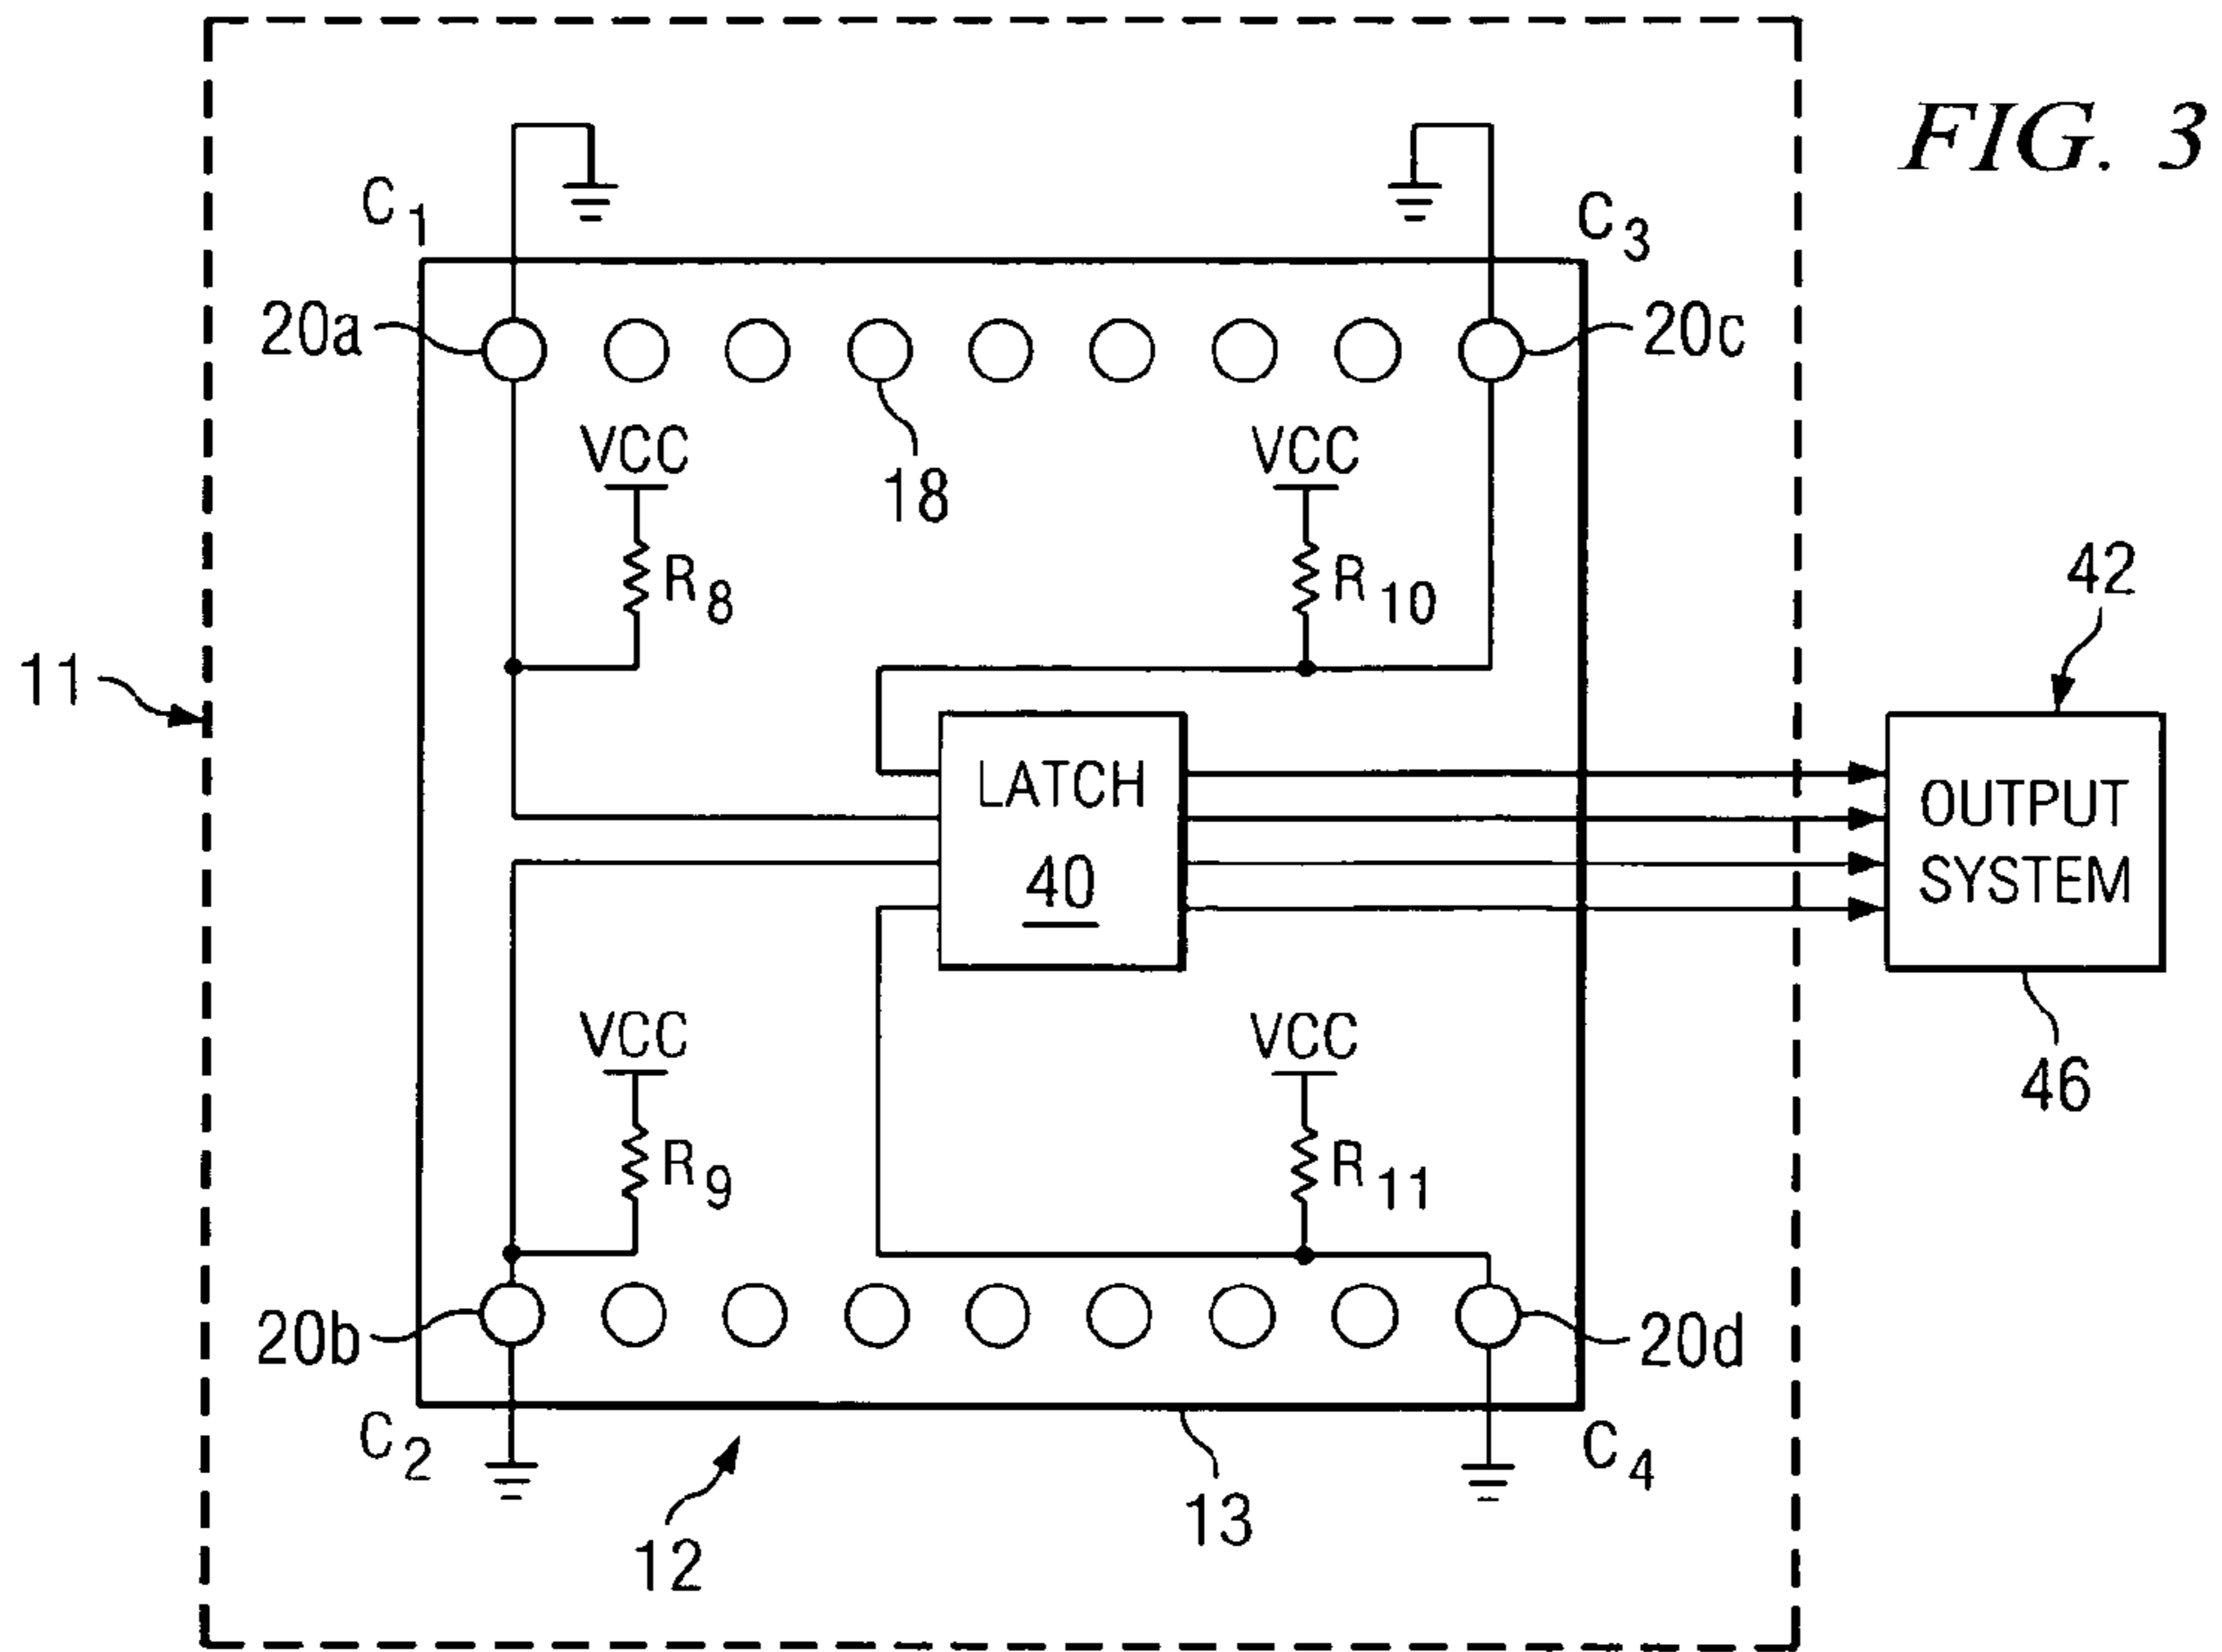 FIG. 3
C1
C3
20a
20c
VCC
VCC
18
R8
R10
42
11
LATCH
40
OUTPUT
SYSTEM
VCC
VCC
46
R9
R11
20b
20d
C2
C4
13
12